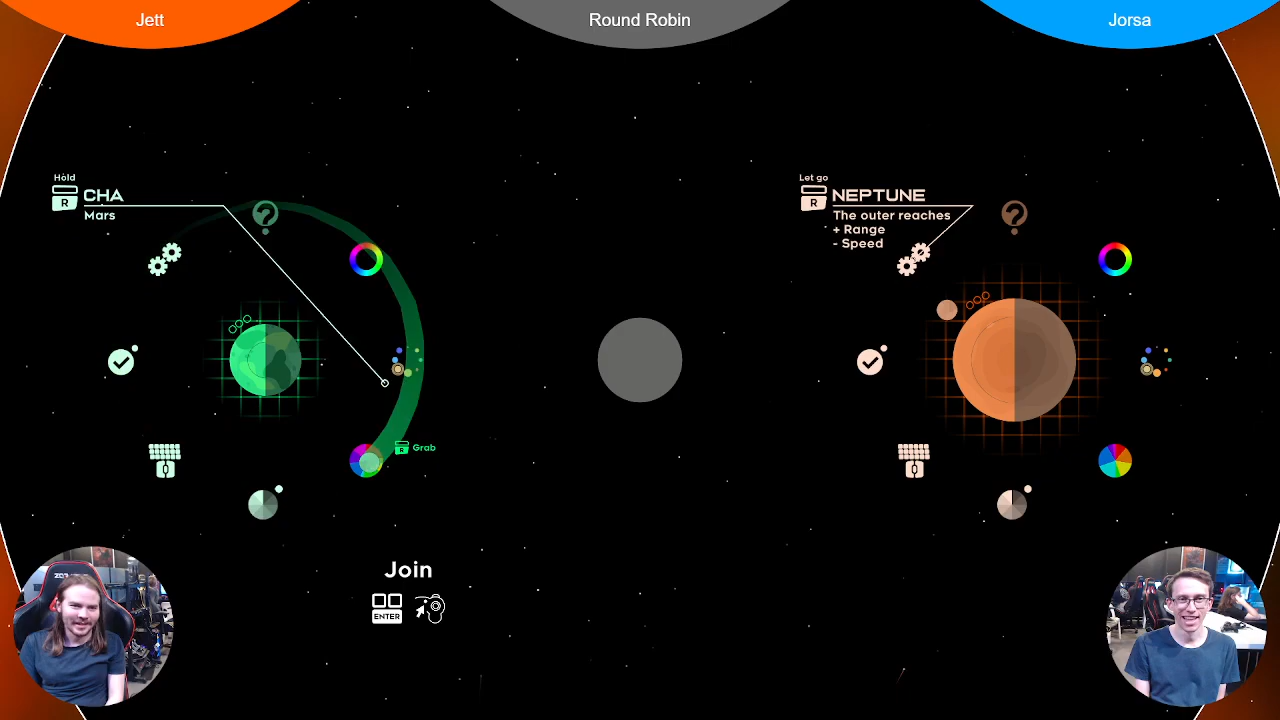 Jett
Round Robin
Jorsa
Hold
R
CHA
Mars
Let go
R
NEPTUNE
The outer reaches
+ Range
- Speed
R
Grab
Join
ENTER